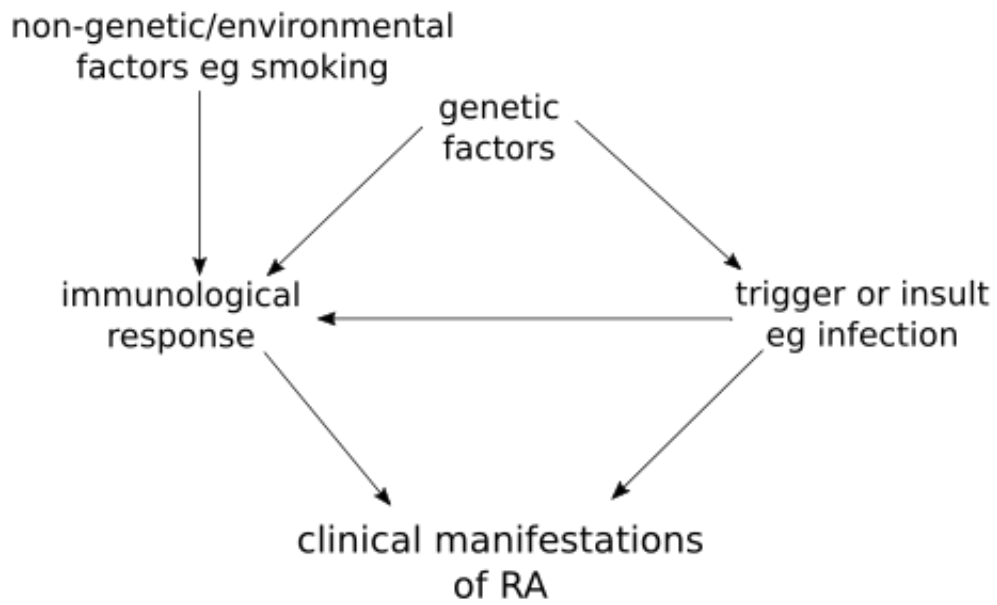 non-genetic/environmental
factors eg smoking
genetic
factors
immunological
response
trigger or insult
eg infection
clinical manifestations
of RA